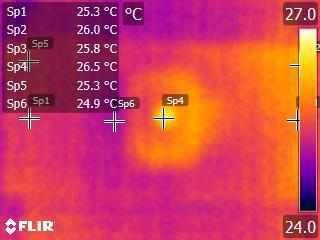 Sp1 25.3 °C
Sp2 26.0 °C
Sp3 25.8 °C
Sp4 26.5 °C
Sp5 25.3 °C
Sp6 24.9 °C
°C
27.0
Sp5
Sp1
Sp6
Sp4
24.0
FLIR